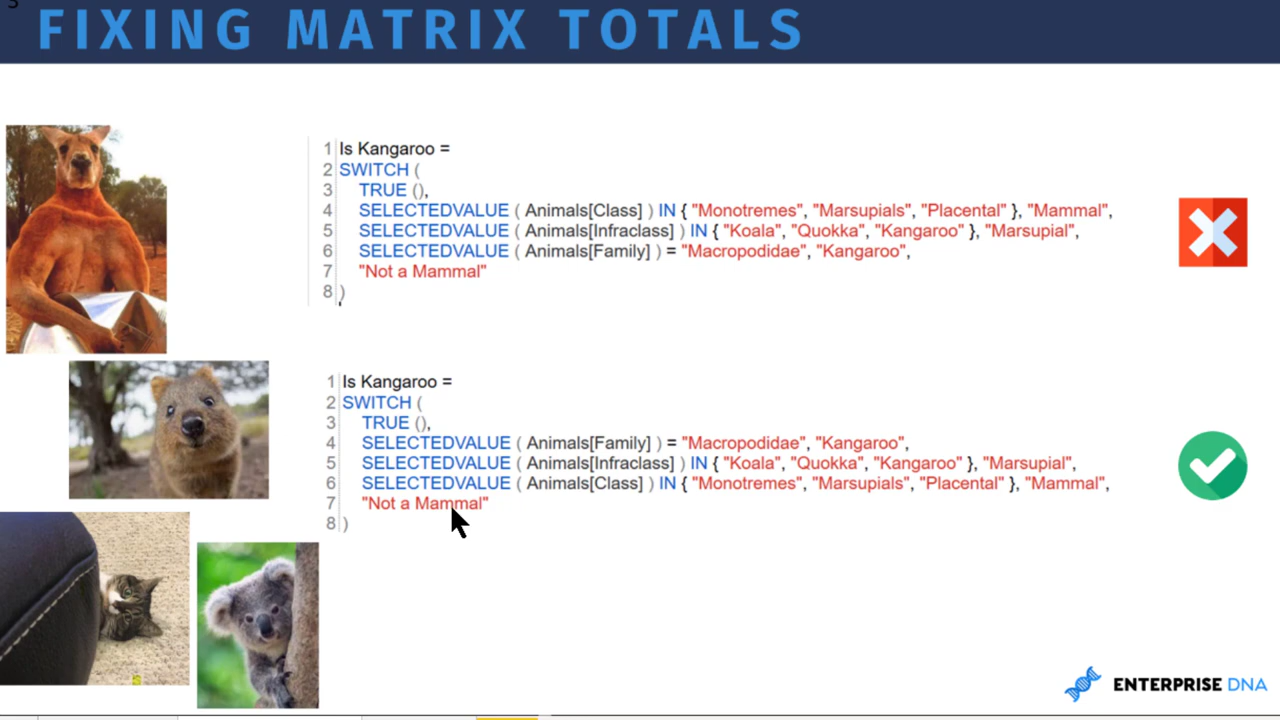 FIXING MATRIX TOTALS
1 Is Kangaroo =
2 SWITCH (
3 TRUE (),
4 SELECTEDVALUE ( Animals[Class] ) IN { "Monotremes", "Marsupials", "Placental" }, "Mammal",
5 SELECTEDVALUE ( Animals[Infraclass] ) IN { "Koala", "Quokka", "Kangaroo" }, "Marsupial",
6 SELECTEDVALUE ( Animals[Family] ) = "Macropodidae", "Kangaroo",
7 "Not a Mammal"
8 )
1 Is Kangaroo =
2 SWITCH (
3 TRUE (),
4 SELECTEDVALUE ( Animals[Family] ) = "Macropodidae", "Kangaroo",
5 SELECTEDVALUE ( Animals[Infraclass] ) IN { "Koala", "Quokka", "Kangaroo" }, "Marsupial",
6 SELECTEDVALUE ( Animals[Class] ) IN { "Monotremes", "Marsupials", "Placental" }, "Mammal",
7 "Not a Mammal"
8 )
ENTERPRISE DNA